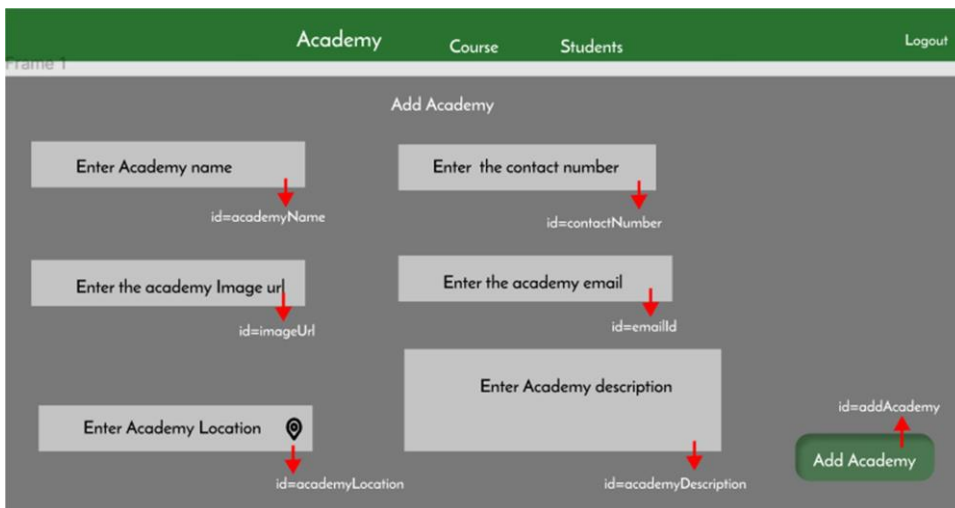 Academy
Course
Students
Logout
Frame 1
Add Academy
Enter Academy name
Enter the contact number
id=academyName
id=contactNumber
Enter the academy Image url
Enter the academy email
id=imageUrl
id=emailId
Enter Academy description
Enter Academy Location
id=addAcademy
Add Academy
id=academyLocation
id=academyDescription